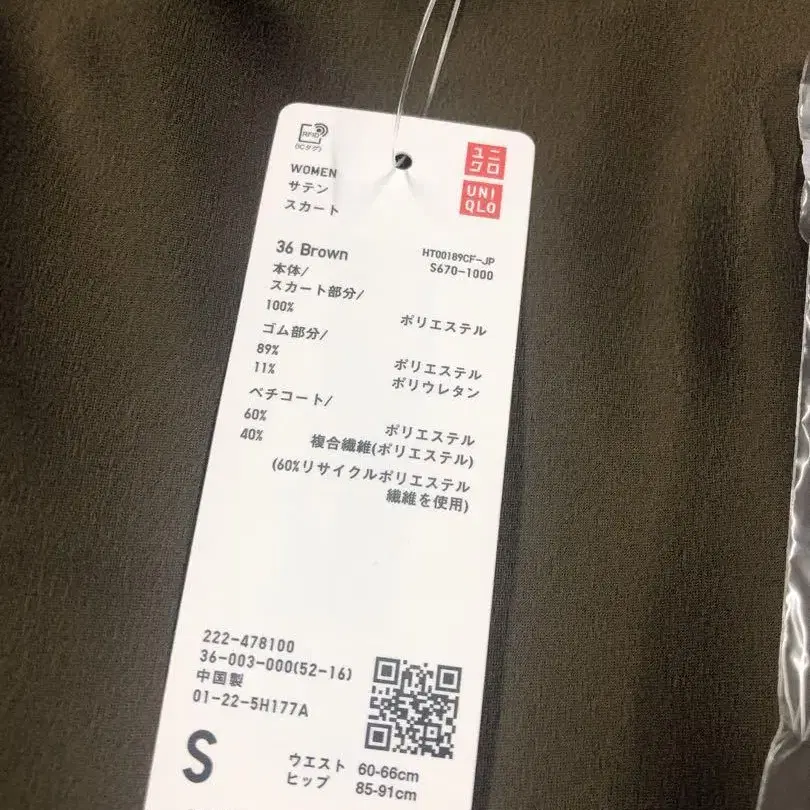 RFID
(ICタグ)
ユニ
クロ
UNI
QLO
WOMEN
サテン
スカート
36 Brown
HT00189CF-JP
S670-1000
本体/
スカート部分/
100% ポリエステル
ゴム部分/
89% ポリエステル
11% ポリウレタン
ペチコート/
60% ポリエステル
40% 複合繊維(ポリエステル)
(60%リサイクルポリエステル
繊維を使用)
222-478100
36-003-000(52-16)
中国製
01-22-5H177A
S
ウエスト 60-66cm
ヒップ 85-91cm